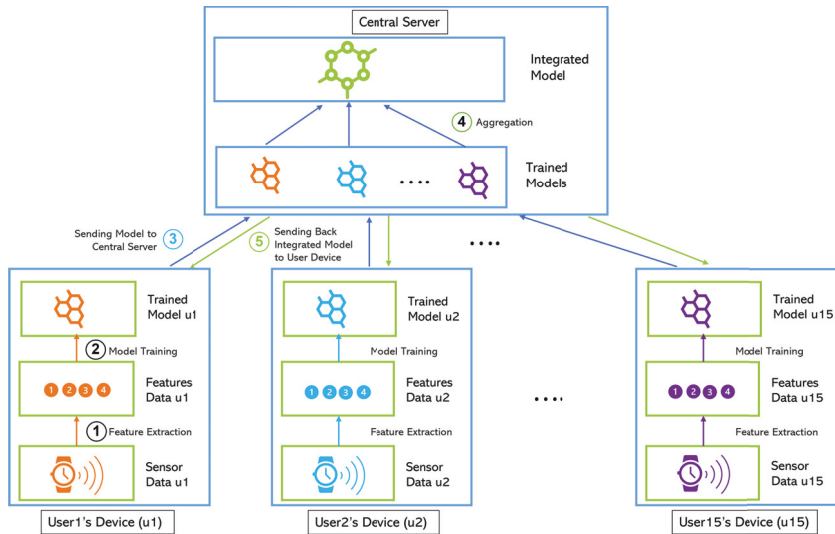 Central Server
Integrated
Model
4 Aggregation
Trained
Models
....
Sending Model to
Central Server 3
5 Sending Back
Integrated Model
to User Device
....
Trained
Model u1
2 Model Training
1 2 3 4
Features
Data u1
1 Feature Extraction
Sensor
Data u1
User1's Device (u1)
Trained
Model u2
Model Training
1 2 3 4
Features
Data u2
Feature Extraction
Sensor
Data u2
User2's Device (u2)
....
Trained
Model u15
Model Training
1 2 3 4
Features
Data u15
Feature Extraction
Sensor
Data u15
User15's Device (u15)